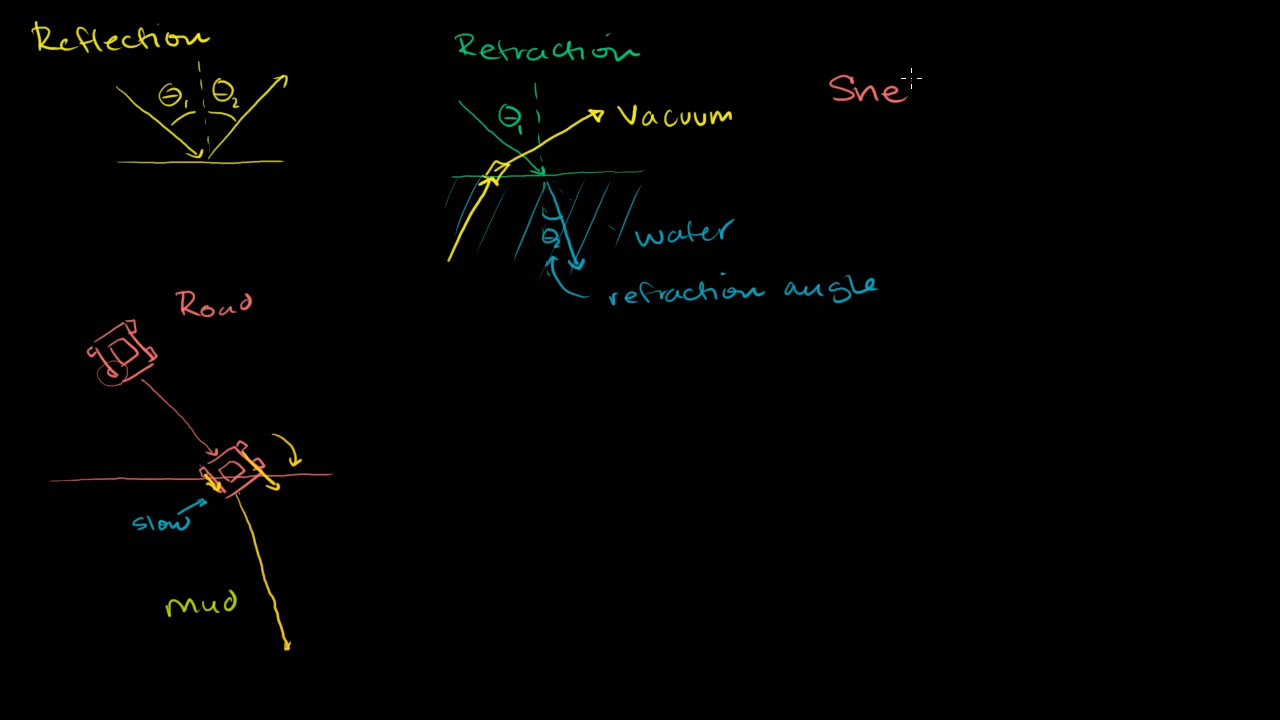 Reflection
θ₁ θ₂
Refraction
θ₁
Vacuum
θ₂
water
refraction angle
Sne
Road
slow
mud